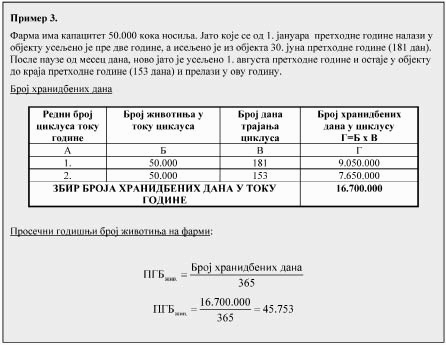 Пример 3.
Фарма има капацитет 50.000 кока носиља. Јато које се од 1. јануара претходне године налази у
објекту усељено је пре две године, а исељено је из објекта 30. јуна претходне године (181 дан).
После паузе од месец дана, ново јато је усељено 1. августа претходне године и остаје у објекту
до краја претходне године (153 дана) и прелази у ову годину.
Број хранидбених дана
Редни број циклуса току године | Број животиња у току циклуса | Број дана трајања циклуса | Број хранидбених дана у циклусу Г=Б х В
А | Б | В | Г
1. | 50.000 | 181 | 9.050.000
2. | 50.000 | 153 | 7.650.000
ЗБИР БРОЈА ХРАНИДБЕНИХ ДАНА У ТОКУ ГОДИНЕ | 16.700.000
Просечни годишњи број животиња на фарми:
ПГБжив. = Број хранидбених дана / 365
ПГБжив. = 16.700.000 / 365 = 45.753